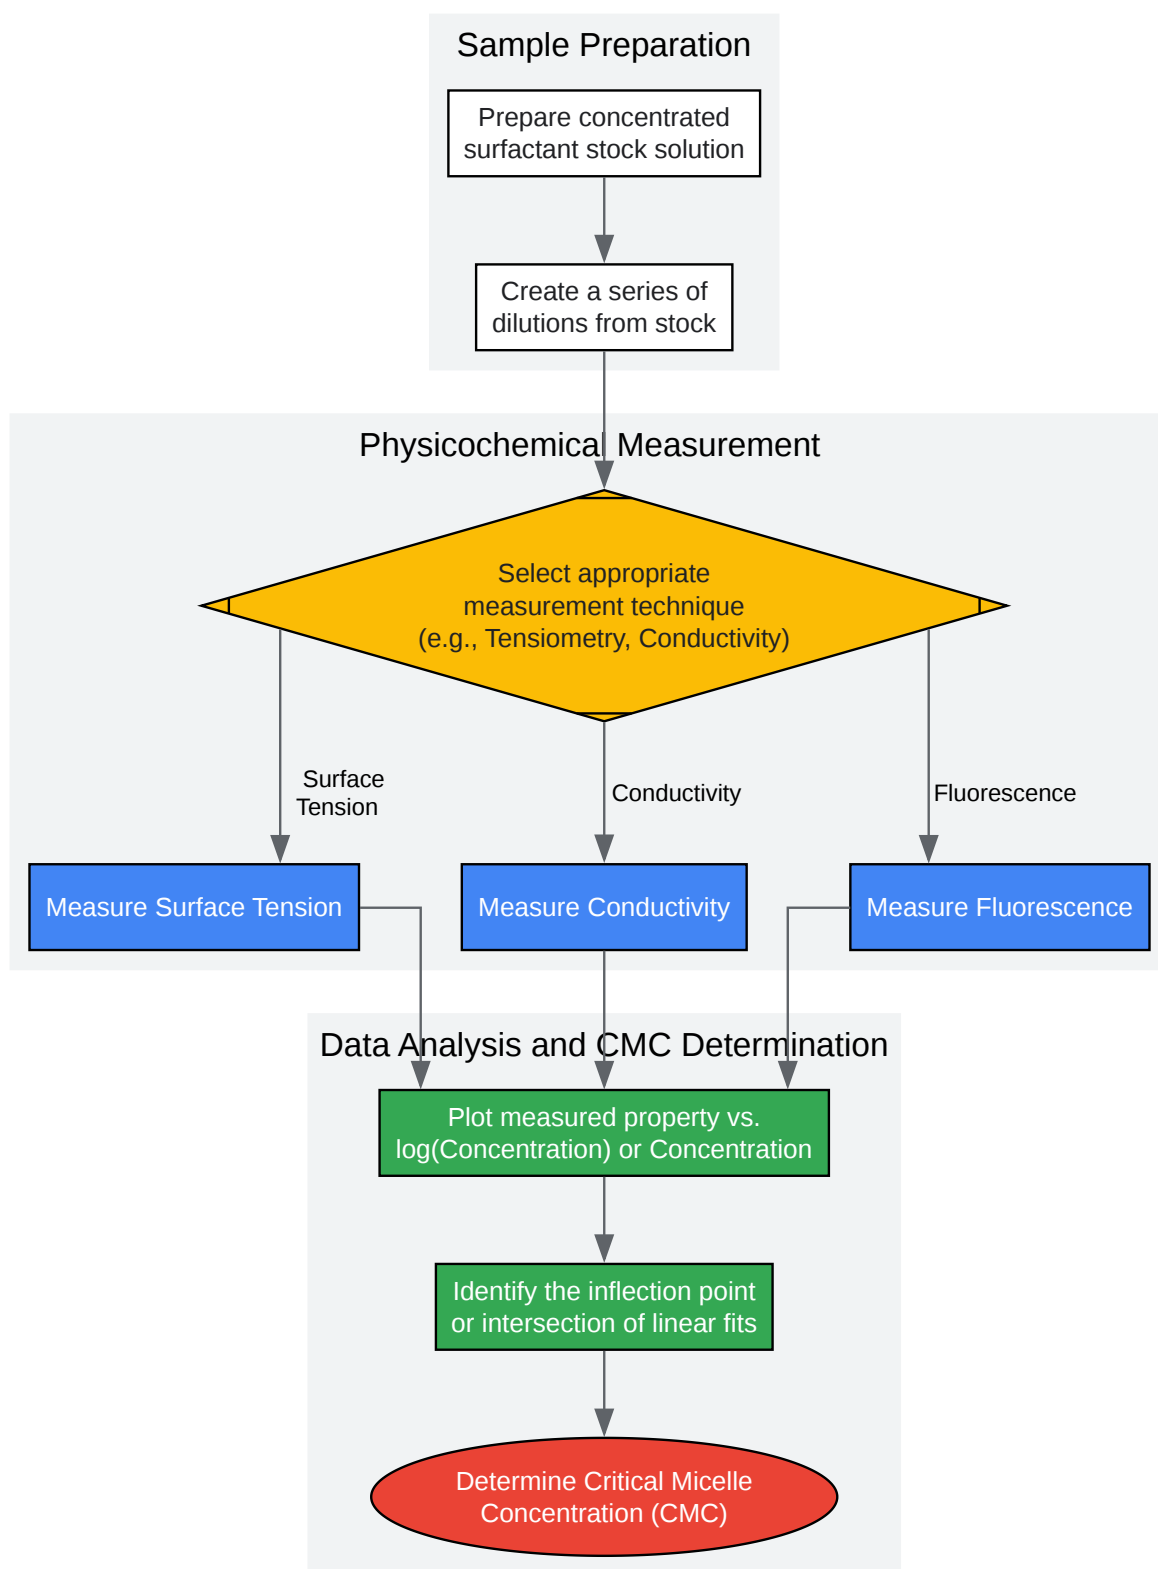 Sample Preparation
Prepare concentrated
surfactant stock solution
Create a series of
dilutions from stock
Physicochemical Measurement
Select appropriate
measurement technique
(e.g., Tensiometry, Conductivity)
Surface
Tension
Conductivity
Fluorescence
Measure Surface Tension
Measure Conductivity
Measure Fluorescence
Data Analysis and CMC Determination
Plot measured property vs.
log(Concentration) or Concentration
Identify the inflection point
or intersection of linear fits
Determine Critical Micelle
Concentration (CMC)